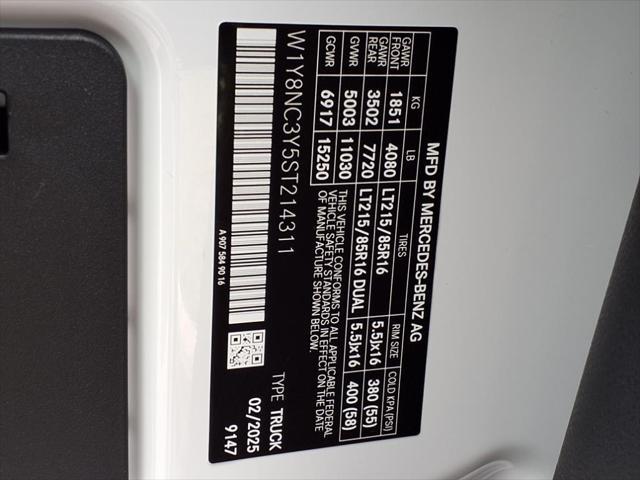 MFD BY MERCEDES-BENZ AG
KG LB TIRES RIM SIZE COLD KPA(PSI)
GAWR FRONT 1851 4080 LT215/85R16 5.5Jx16 380 (55)
GAWR REAR 3502 7720 LT215/85R16 DUAL 5.5Jx16 400 (58)
GVWR 5003 11030
GCWR 6917 15250
THIS VEHICLE CONFORMS TO ALL APPLICABLE FEDERAL
VEHICLE SAFETY STANDARDS IN EFFECT ON THE DATE
OF MANUFACTURE SHOWN BELOW.
W1Y8NC3Y5ST214311
TYPE TRUCK
02/2025
9147
A 907 584 90 16